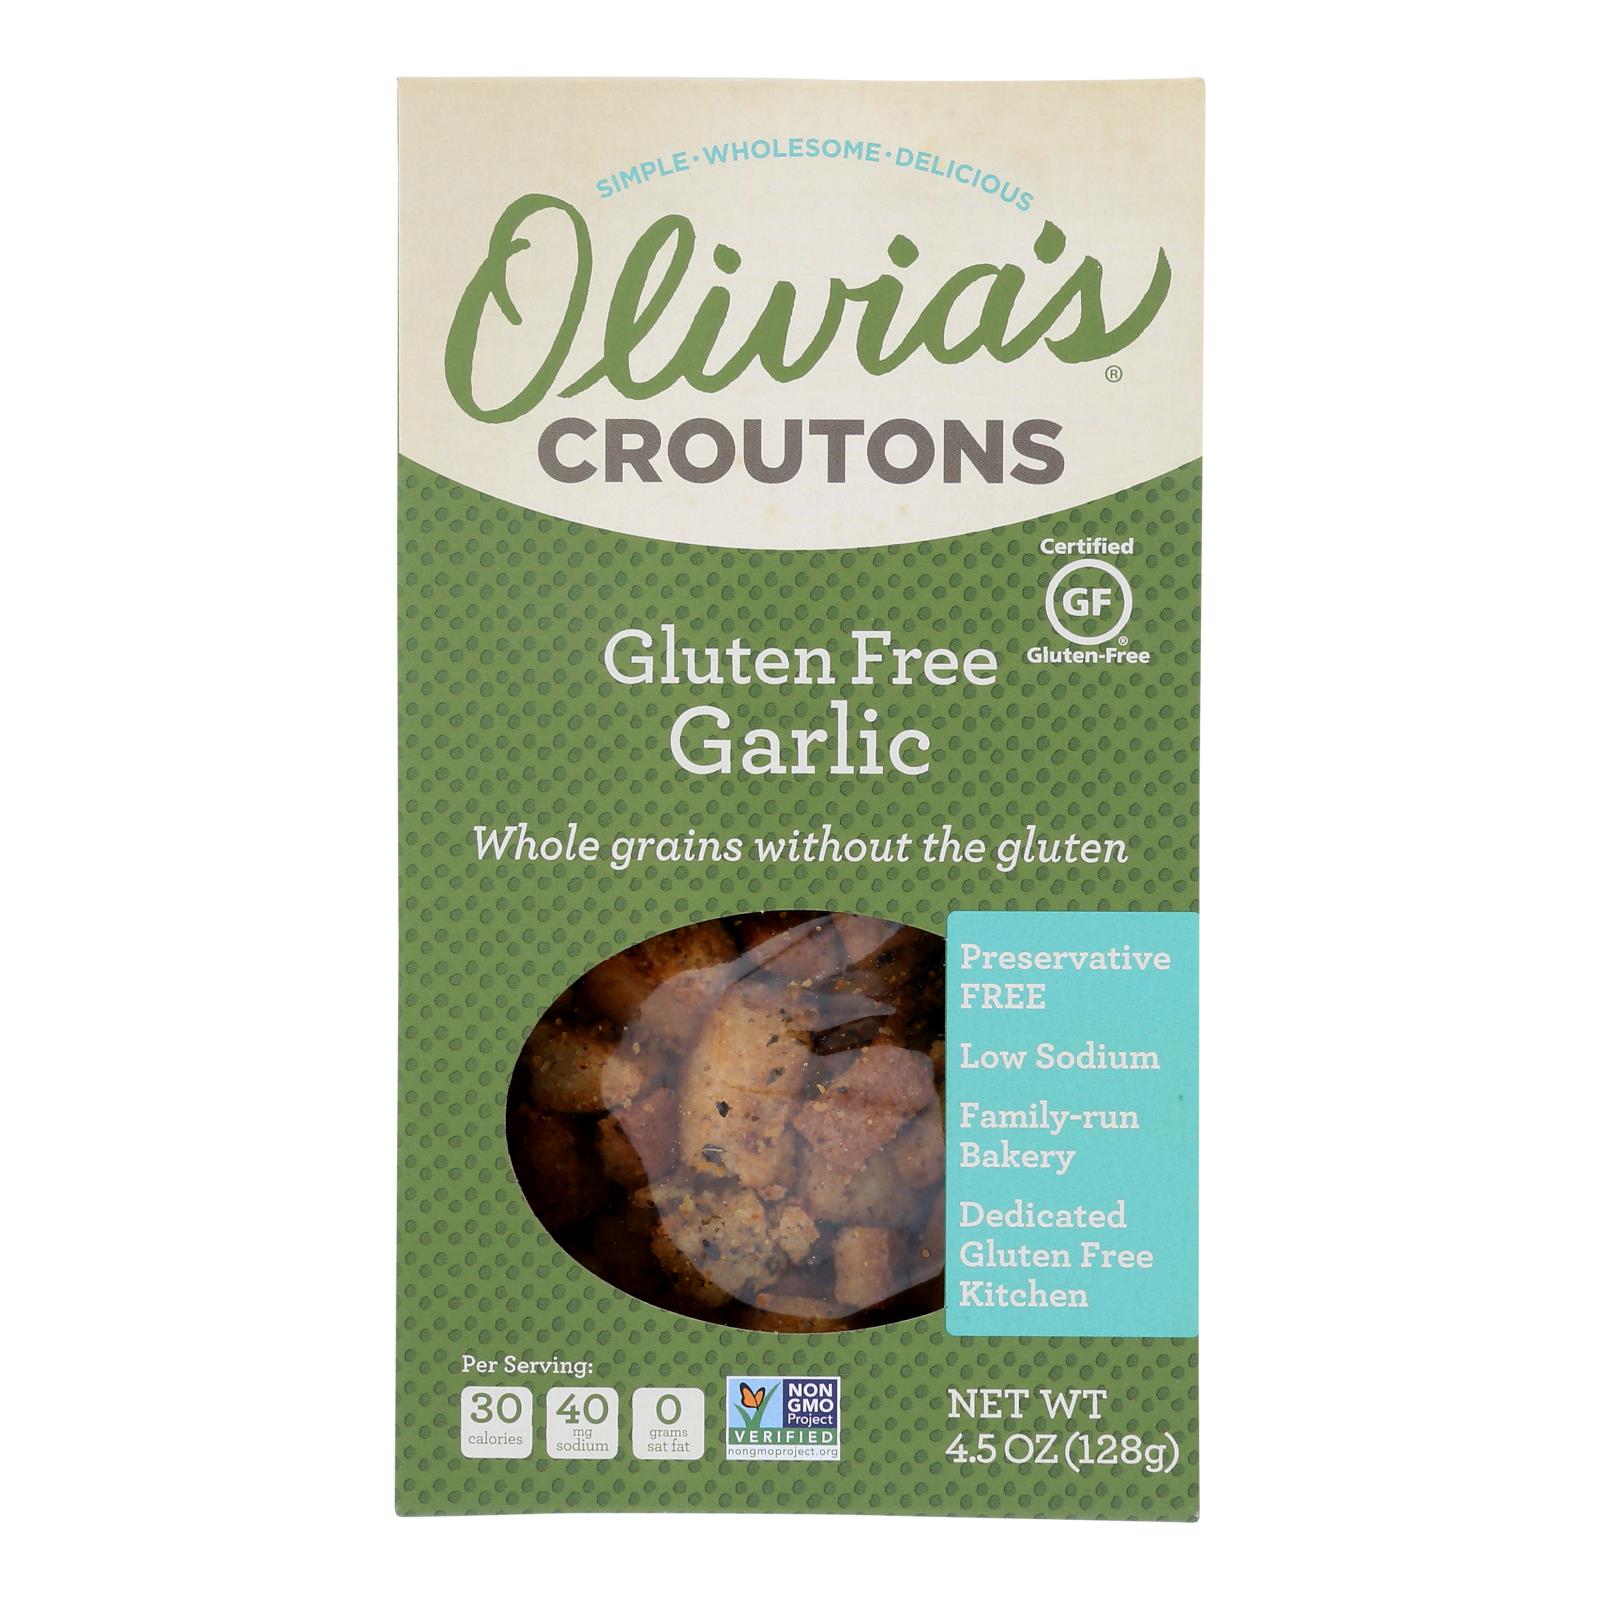 SIMPLE • WHOLESOME • DELICIOUS
Olivia's®
CROUTONS
Certified
GF®
Gluten-Free
Gluten Free
Garlic
Whole grains without the gluten
Preservative
FREE
Low Sodium
Family-run
Bakery
Dedicated
Gluten Free
Kitchen
Per Serving:
30
calories
40
mg
sodium
0
grams
sat fat
NON
GMO
Project
VERIFIED
nongmoproject.org
NET WT
4.5 OZ (128g)